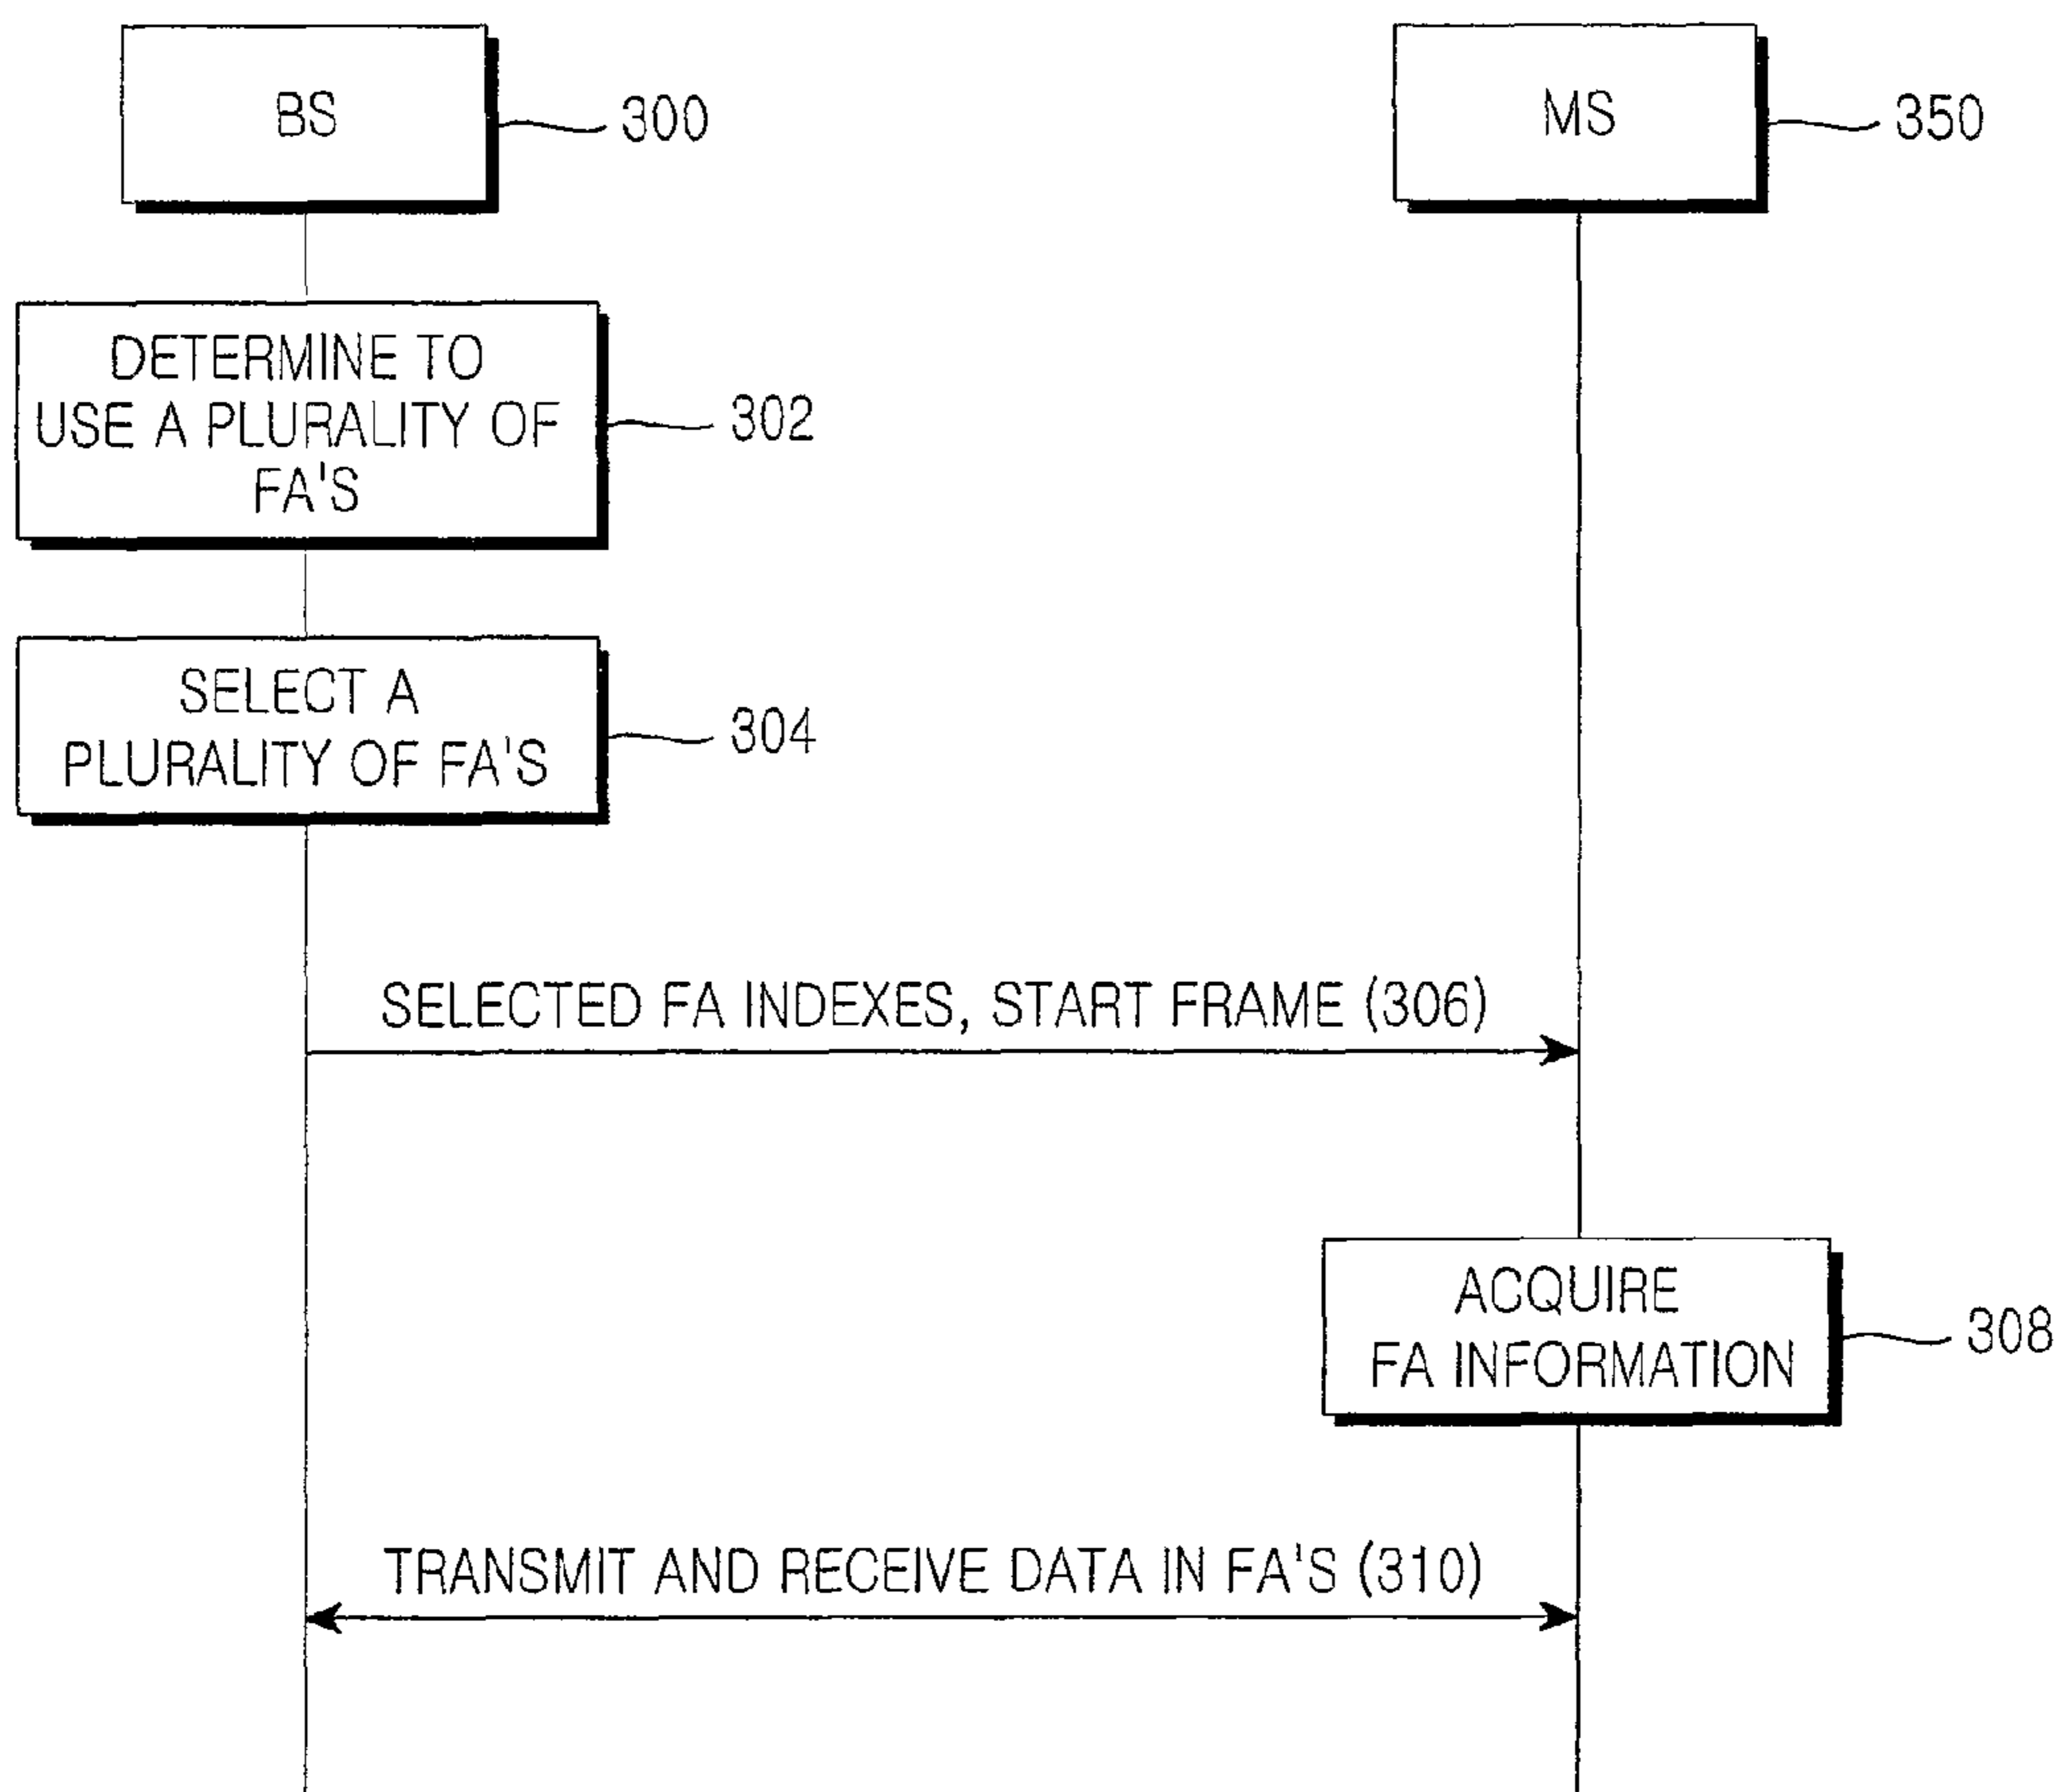 BS
300
MS
350
DETERMINE TO
USE A PLURALITY OF
FA'S
302
SELECT A
PLURALITY OF FA'S
304
SELECTED FA INDEXES, START FRAME (306)
ACQUIRE
FA INFORMATION
308
TRANSMIT AND RECEIVE DATA IN FA'S (310)